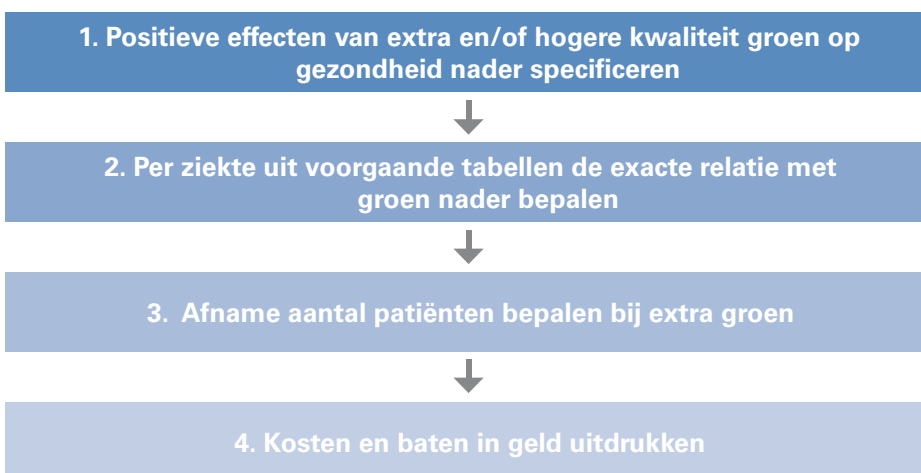 1. Positieve effecten van extra en/of hogere kwaliteit groen op
gezondheid nader specificeren
2. Per ziekte uit voorgaande tabellen de exacte relatie met
groen nader bepalen
3. Afname aantal patiënten bepalen bij extra groen
4. Kosten en baten in geld uitdrukken